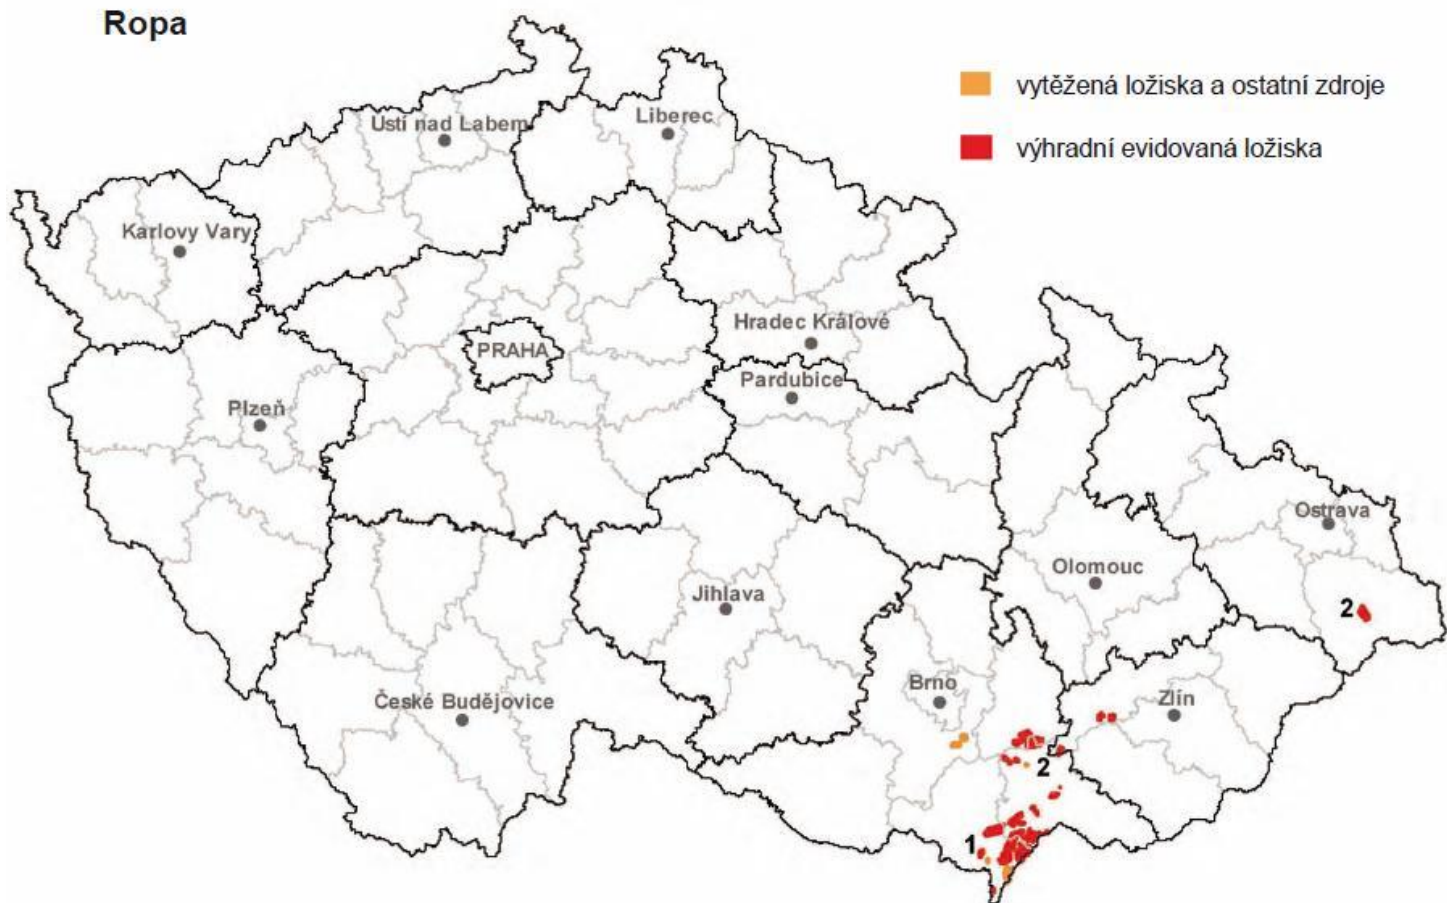 Ropa
vytěžená ložiska a ostatní zdroje
výhradní evidovaná ložiska
Ústí nad Labem
Liberec
Karlovy Vary
Hradec Králové
PRAHA
Pardubice
Plzeň
Ostrava
Olomouc
Jihlava
2
Brno
České Budějovice
Zlín
2
1